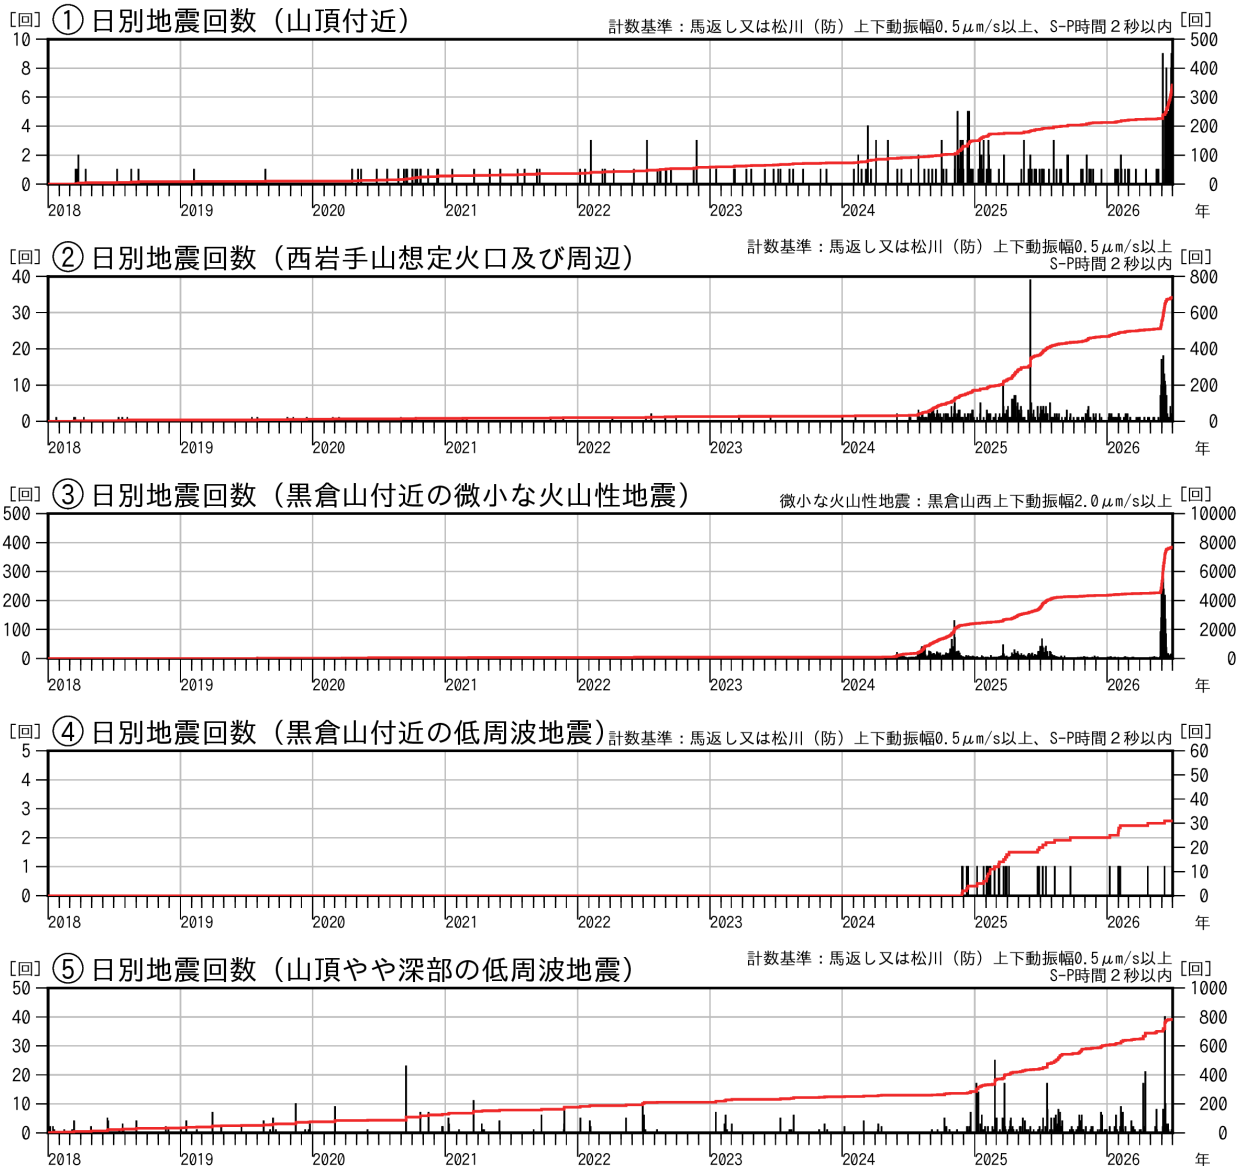 [回] ① 日別地震回数（山頂付近） 計数基準：馬返し又は松川（防）上下動振幅0.5μm/s以上、S-P時間２秒以内 [回]
10 500
8 400
6 300
4 200
2 100
0 0
2018 2019 2020 2021 2022 2023 2024 2025 2026 年
計数基準：馬返し又は松川（防）上下動振幅0.5μm/s以上
[回] ② 日別地震回数（西岩手山想定火口及び周辺） S-P時間２秒以内 [回]
40 800
30 600
20 400
10 200
0 0
2018 2019 2020 2021 2022 2023 2024 2025 2026 年
[回] ③ 日別地震回数（黒倉山付近の微小な火山性地震） 微小な火山性地震：黒倉山西上下動振幅2.0μm/s以上 [回]
500 10000
400 8000
300 6000
200 4000
100 2000
0 0
2018 2019 2020 2021 2022 2023 2024 2025 2026 年
[回] ④ 日別地震回数（黒倉山付近の低周波地震） 計数基準：馬返し又は松川（防）上下動振幅0.5μm/s以上、S-P時間２秒以内 [回]
5 60
4 50
3 40
2 30
1 20
0 10
0
2018 2019 2020 2021 2022 2023 2024 2025 2026 年
計数基準：馬返し又は松川（防）上下動振幅0.5μm/s以上
[回] ⑤ 日別地震回数（山頂やや深部の低周波地震） S-P時間２秒以内 [回]
50 1000
40 800
30 600
20 400
10 200
0 0
2018 2019 2020 2021 2022 2023 2024 2025 2026 年